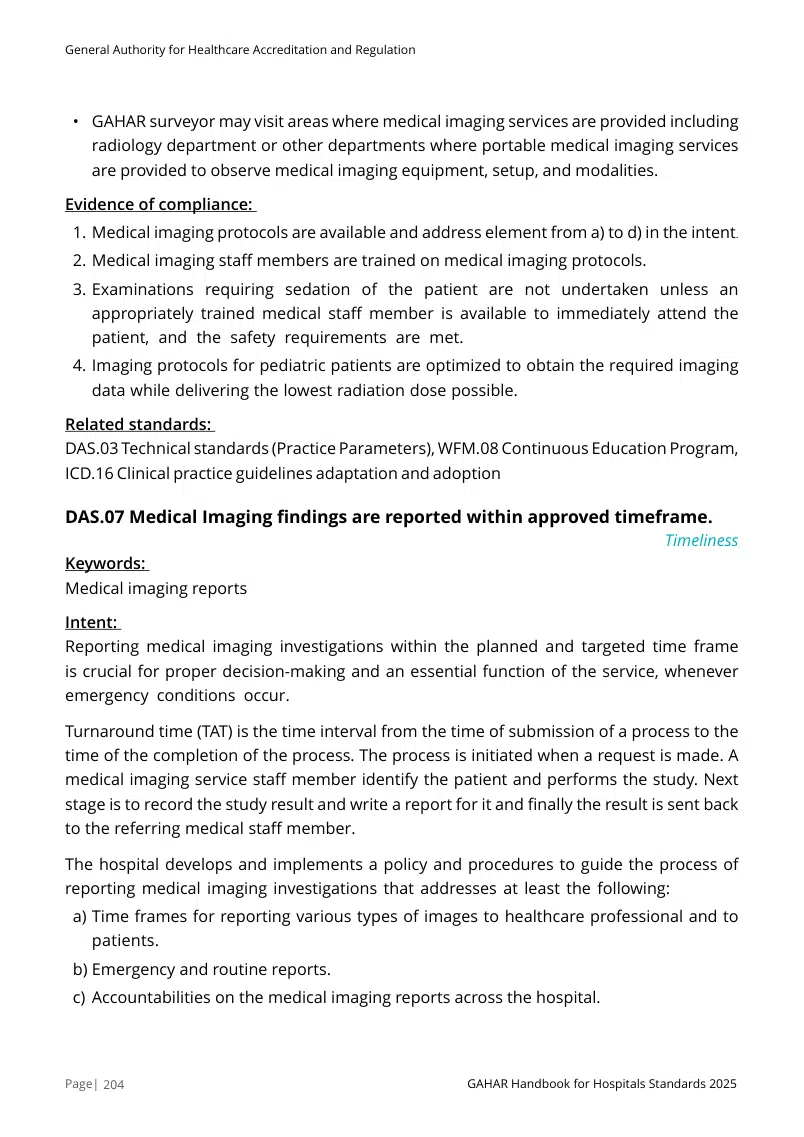 General Authority for Healthcare Accreditation and Regulation
• GAHAR surveyor may visit areas where medical imaging services are provided including
radiology department or other departments where portable medical imaging services
are provided to observe medical imaging equipment, setup, and modalities.
Evidence of compliance:
1. Medical imaging protocols are available and address element from a) to d) in the intent.
2. Medical imaging staff members are trained on medical imaging protocols.
3. Examinations requiring sedation of the patient are not undertaken unless an
appropriately trained medical staff member is available to immediately attend the
patient, and the safety requirements are met.
4. Imaging protocols for pediatric patients are optimized to obtain the required imaging
data while delivering the lowest radiation dose possible.
Related standards:
DAS.03 Technical standards (Practice Parameters), WFM.08 Continuous Education Program,
ICD.16 Clinical practice guidelines adaptation and adoption
DAS.07 Medical Imaging findings are reported within approved timeframe.
Timeliness
Keywords:
Medical imaging reports
Intent:
Reporting medical imaging investigations within the planned and targeted time frame
is crucial for proper decision-making and an essential function of the service, whenever
emergency conditions occur.
Turnaround time (TAT) is the time interval from the time of submission of a process to the
time of the completion of the process. The process is initiated when a request is made. A
medical imaging service staff member identify the patient and performs the study. Next
stage is to record the study result and write a report for it and finally the result is sent back
to the referring medical staff member.
The hospital develops and implements a policy and procedures to guide the process of
reporting medical imaging investigations that addresses at least the following:
a) Time frames for reporting various types of images to healthcare professional and to
patients.
b) Emergency and routine reports.
c) Accountabilities on the medical imaging reports across the hospital.
Page| 204
GAHAR Handbook for Hospitals Standards 2025